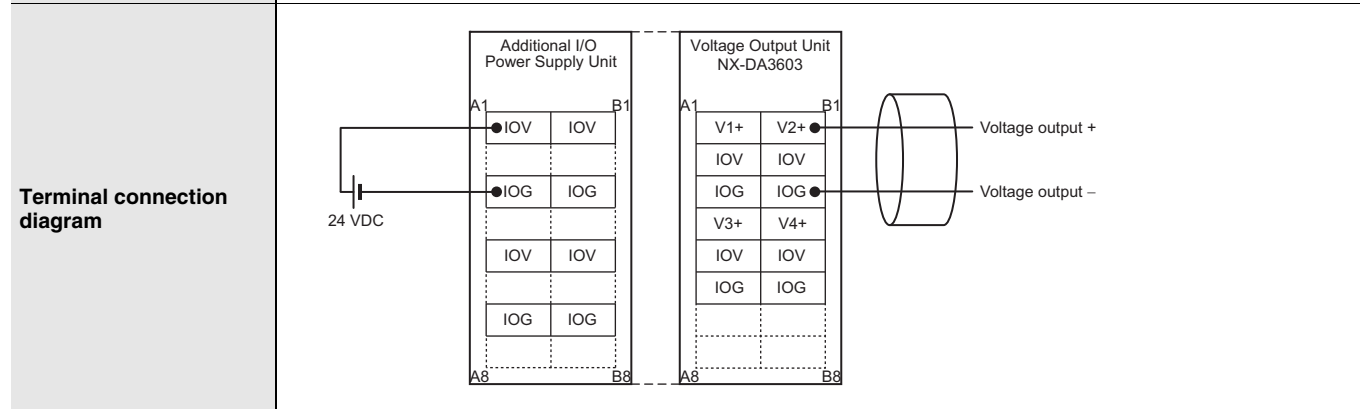 Terminal connection
diagram
Additional I/O
Power Supply Unit
A1 B1
IOV IOV
IOG IOG
IOV IOV
IOG IOG
A8 B8
24 VDC
Voltage Output Unit
NX-DA3603
A1 B1
V1+ V2+
IOV IOV
IOG IOG
V3+ V4+
IOV IOV
IOG IOG
A8 B8
Voltage output +
Voltage output −